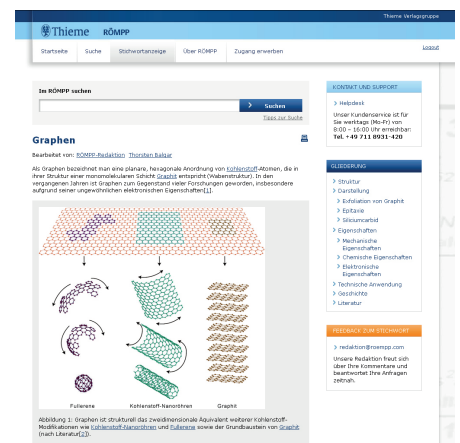 Thieme Verlagsgruppe
Thieme RÖMPP
Startseite Suche Stichwortanzeige Über RÖMPP Zugang erwerben
Logout
Im RÖMPP suchen
Suchen
Tipps zur Suche
Graphen
Bearbeitet von: RÖMPP-Redaktion Thorsten Balgar
Als Graphen bezeichnet man eine planare, hexagonale Anordnung von Kohlenstoff-Atomen, die in
ihrer Struktur einer monomolekularen Schicht Graphit entspricht (Wabenstruktur). In den
vergangenen Jahren ist Graphen zum Gegenstand vieler Forschungen geworden, insbesondere
aufgrund seiner ungewöhnlichen elektronischen Eigenschaften[1].
Fullerene Kohlenstoff-Nanoröhren Graphit
Abbildung 1: Graphen ist strukturell das zweidimensionale Äquivalent weiterer Kohlenstoff-
Modifikationen wie Kohlenstoff-Nanoröhren und Fullerene sowie der Grundbaustein von Graphit
(nach Literatur[2]).
KONTAKT UND SUPPORT
Helpdesk
Unser Kundenservice ist für
Sie werktags (Mo-Fr) von
8:00 - 16:00 Uhr erreichbar:
Tel. +49 711 8931-420
GLIEDERUNG
Struktur
Darstellung
Exfoliation von Graphit
Epitaxie
Siliciumcarbid
Eigenschaften
Mechanische
Eigenschaften
Chemische Eigenschaften
Elektronische
Eigenschaften
Technische Anwendung
Geschichte
Literatur
FEEDBACK ZUM STICHWORT
redaktion@roempp.com
Unsere Redaktion freut sich
über Ihre Kommentare und
beantwortet Ihre Anfragen
zeitnah.